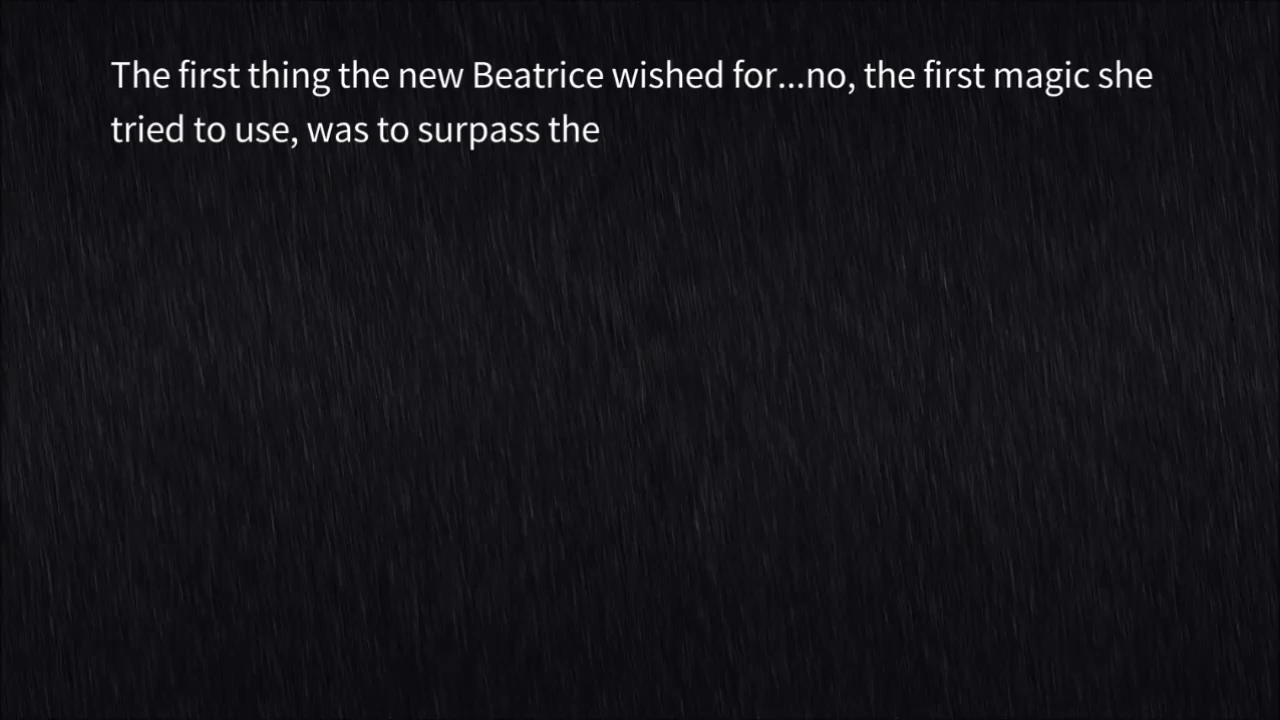 The first thing the new Beatrice wished for...no, the first magic she
tried to use, was to surpass the